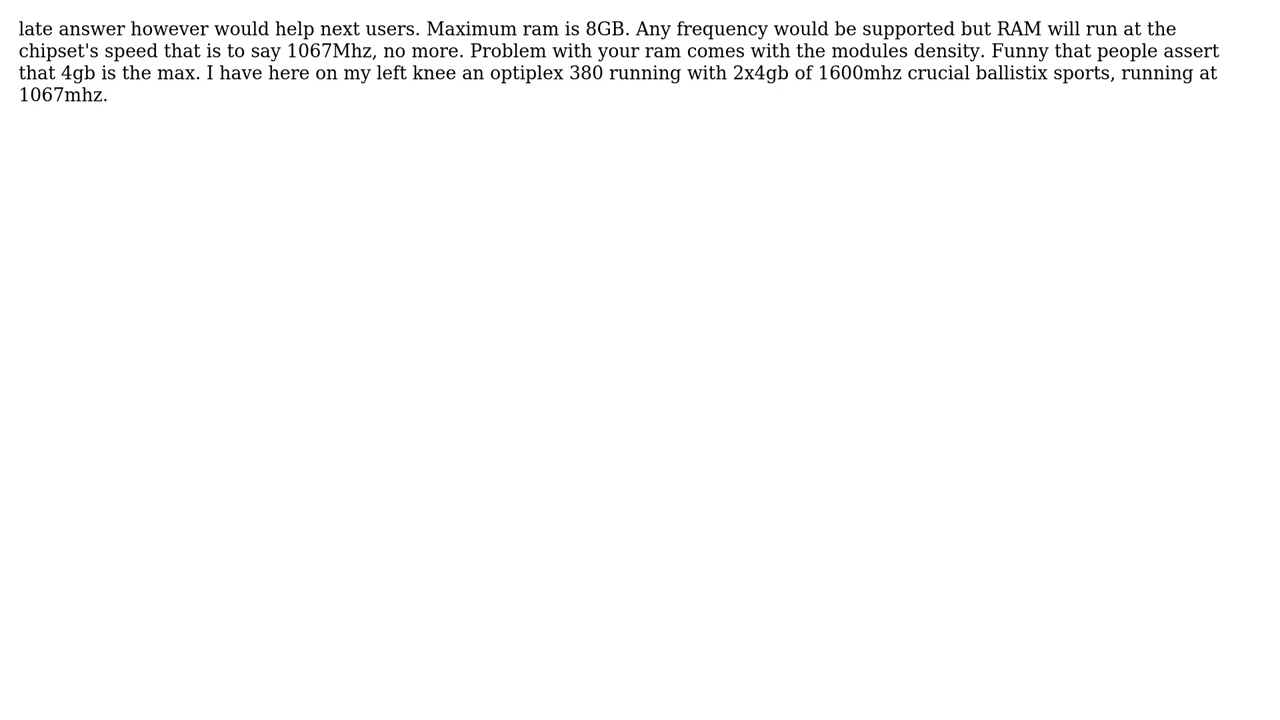 late answer however would help next users. Maximum ram is 8GB. Any frequency would be supported but RAM will run at the
chipset's speed that is to say 1067Mhz, no more. Problem with your ram comes with the modules density. Funny that people assert
that 4gb is the max. I have here on my left knee an optiplex 380 running with 2x4gb of 1600mhz crucial ballistix sports, running at
1067mhz.